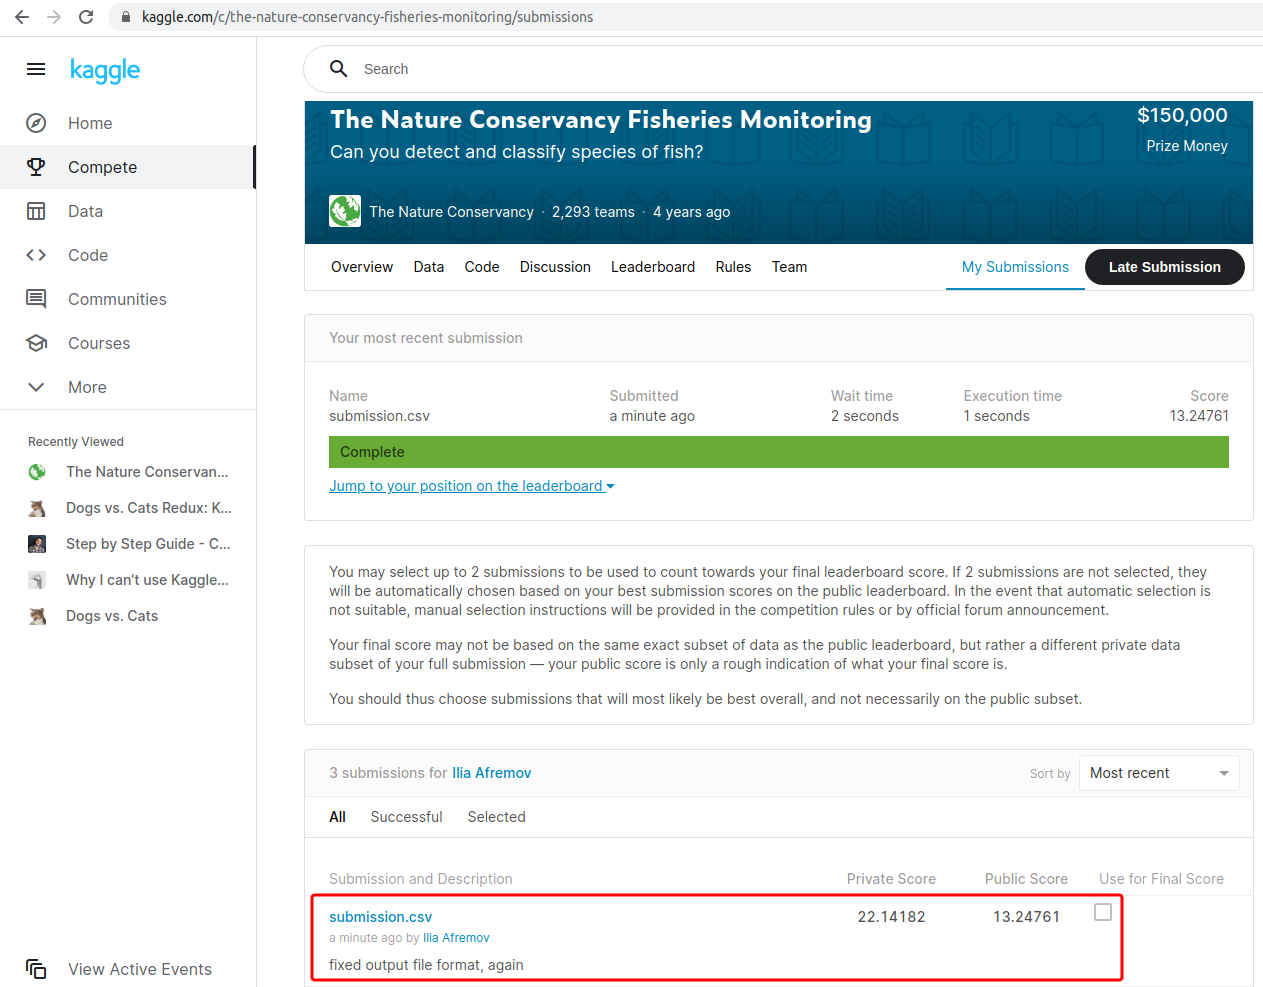 kaggle.com/c/the-nature-conservancy-fisheries-monitoring/submissions
kaggle
Search
Home
Compete
Data
Code
Communities
Courses
More
Recently Viewed
The Nature Conservan...
Dogs vs. Cats Redux: K...
Step by Step Guide - C...
Why I can't use Kaggle...
Dogs vs. Cats
View Active Events
The Nature Conservancy Fisheries Monitoring
$150,000
Can you detect and classify species of fish?
Prize Money
The Nature Conservancy · 2,293 teams · 4 years ago
Overview Data Code Discussion Leaderboard Rules Team My Submissions Late Submission
Your most recent submission
Name Submitted Wait time Execution time Score
submission.csv a minute ago 2 seconds 1 seconds 13.24761
Complete
Jump to your position on the leaderboard
You may select up to 2 submissions to be used to count towards your final leaderboard score. If 2 submissions are not selected, they
will be automatically chosen based on your best submission scores on the public leaderboard. In the event that automatic selection is
not suitable, manual selection instructions will be provided in the competition rules or by official forum announcement.
Your final score may not be based on the same exact subset of data as the public leaderboard, but rather a different private data
subset of your full submission — your public score is only a rough indication of what your final score is.
You should thus choose submissions that will most likely be best overall, and not necessarily on the public subset.
3 submissions for Ilia Afremov
Sort by Most recent
All Successful Selected
Submission and Description Private Score Public Score Use for Final Score
submission.csv 22.14182 13.24761
a minute ago by Ilia Afremov
fixed output file format, again